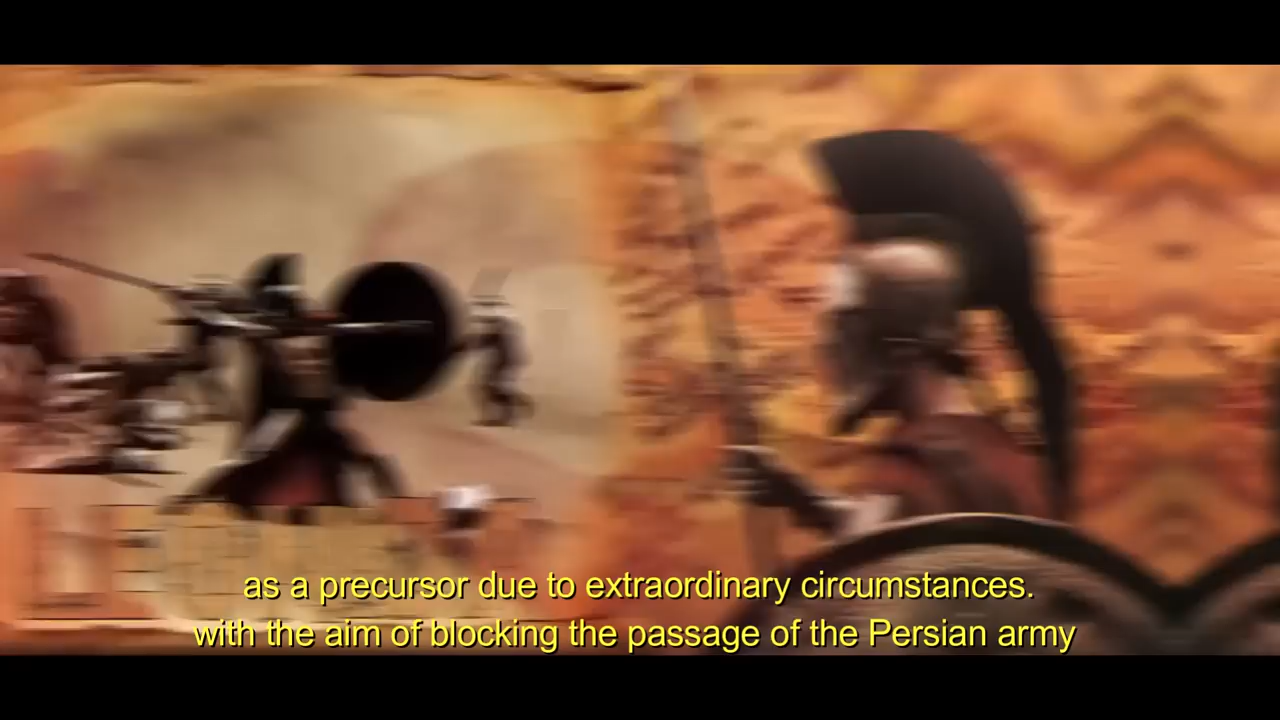 as a precursor due to extraordinary circumstances.
with the aim of blocking the passage of the Persian army